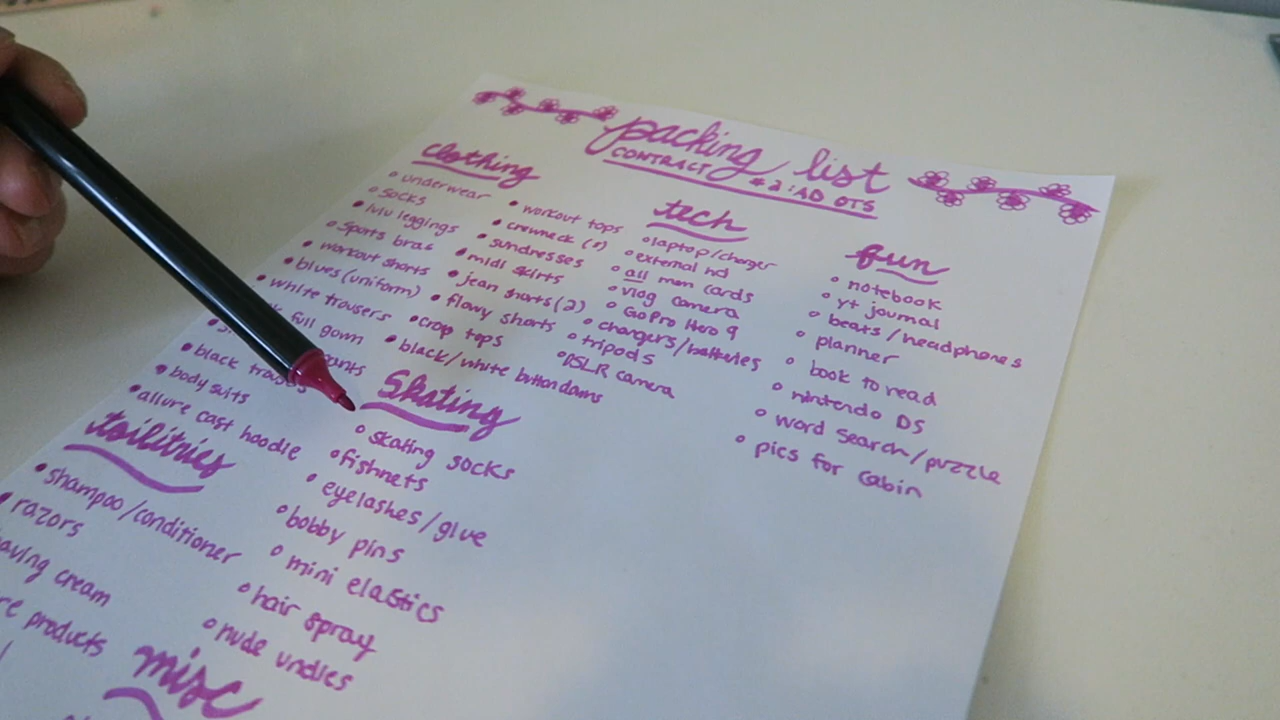 packing list
CONTRACT #2: AD OTS
clothing
underwear
socks
lulu leggings
sports bras
workout shorts
blues (uniform)
white trousers
full gown
black
body suits
allure cast hoodie
workout tops
crewneck
sundresses
midi skirts
jean shorts (2)
flowy shorts
crop tops
black/white buttondowns
tech
laptop/charger
external hd
all mem cards
vlog camera
GoPro Hero 9
chargers/batteries
tripods
DSLR camera
fun
notebook
yt journal
beats/headphones
planner
book to read
nintendo DS
word search/puzzle
pics for cabin
skating
skating socks
fishnets
eyelashes/glue
bobby pins
mini elastics
hair spray
nude undies
toilitries
shampoo/conditioner
razors
cream
products
misc